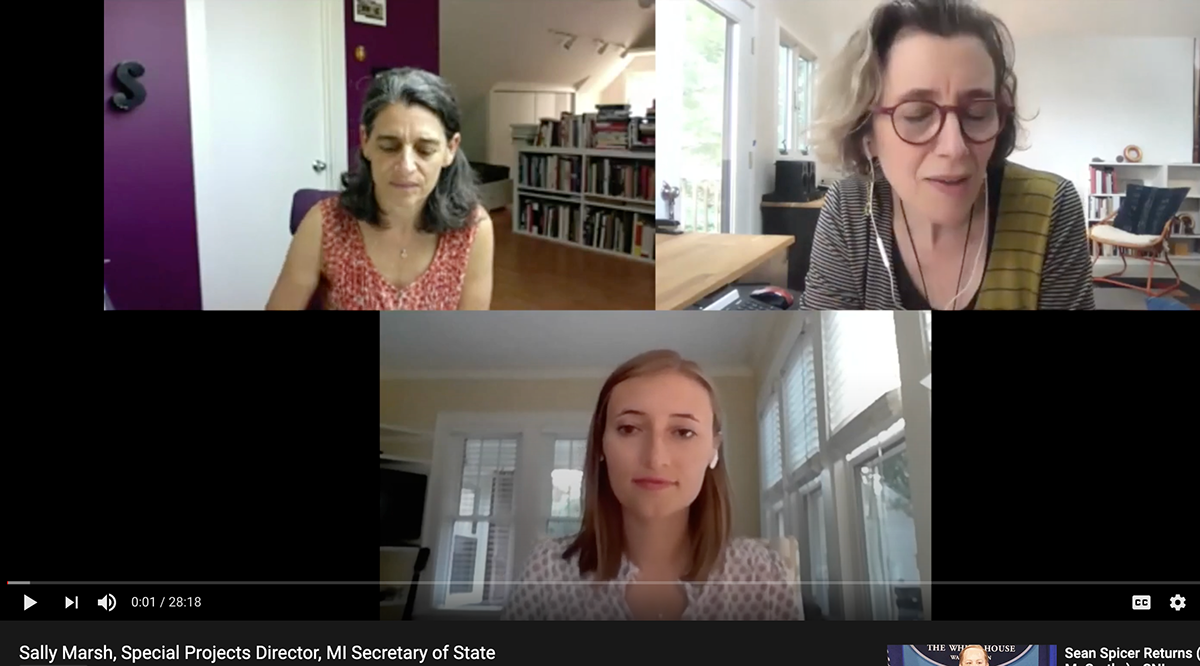 S
0:01 / 28:18
CC
Sally Marsh, Special Projects Director, MI Secretary of State
THE WHITE HOUSE
Sean Spicer Returns (